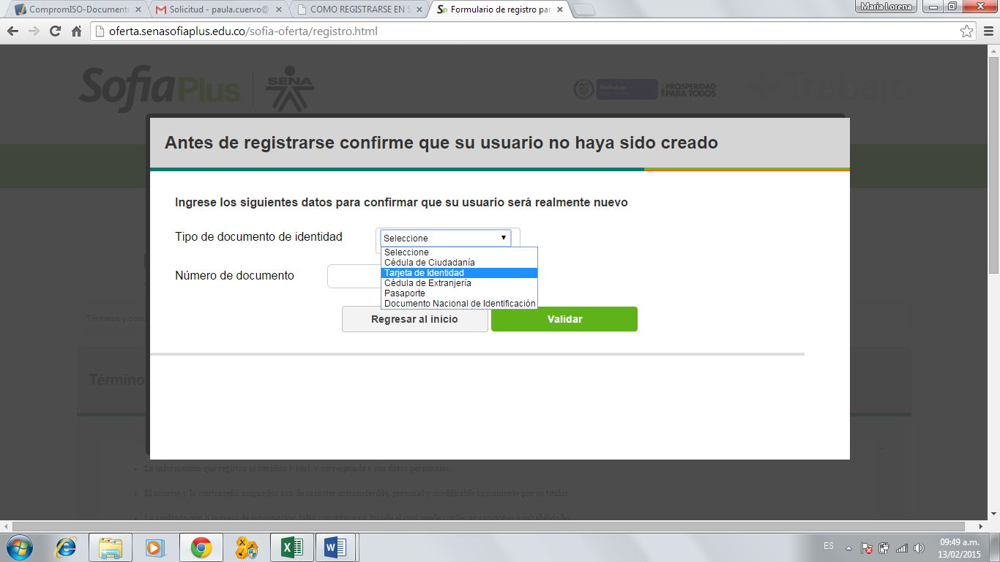 CompromISO-Documento
Solicitud - paula.cuervo@
COMO REGISTRARSE EN S
Formulario de registro par
Maria Lorena
oferta.senasofiaplus.edu.co/sofia-oferta/registro.html
SofiaPlus
SENA
MinTrabajo
PROSPERIDAD
PARA TODOS
+Trabajo
Antes de registrarse confirme que su usuario no haya sido creado
Ingrese los siguientes datos para confirmar que su usuario será realmente nuevo
Tipo de documento de identidad
Seleccione
Seleccione
Cédula de Ciudadanía
Tarjeta de Identidad
Cédula de Extranjería
Pasaporte
Documento Nacional de Identificación
Número de documento
Regresar al inicio
Validar
Términos y cond
Término
La información que registra es verídica y real, y corresponde a sus datos personales.
El usuario y la contraseña asignados son de carácter intransferible, personal y modificable unicamente por su titular.
La suplantación o ingreso de información falsa constituye un fraude el cual puede conllevar sanciones e inhabilidades
ES
09:49 a.m.
13/02/2015